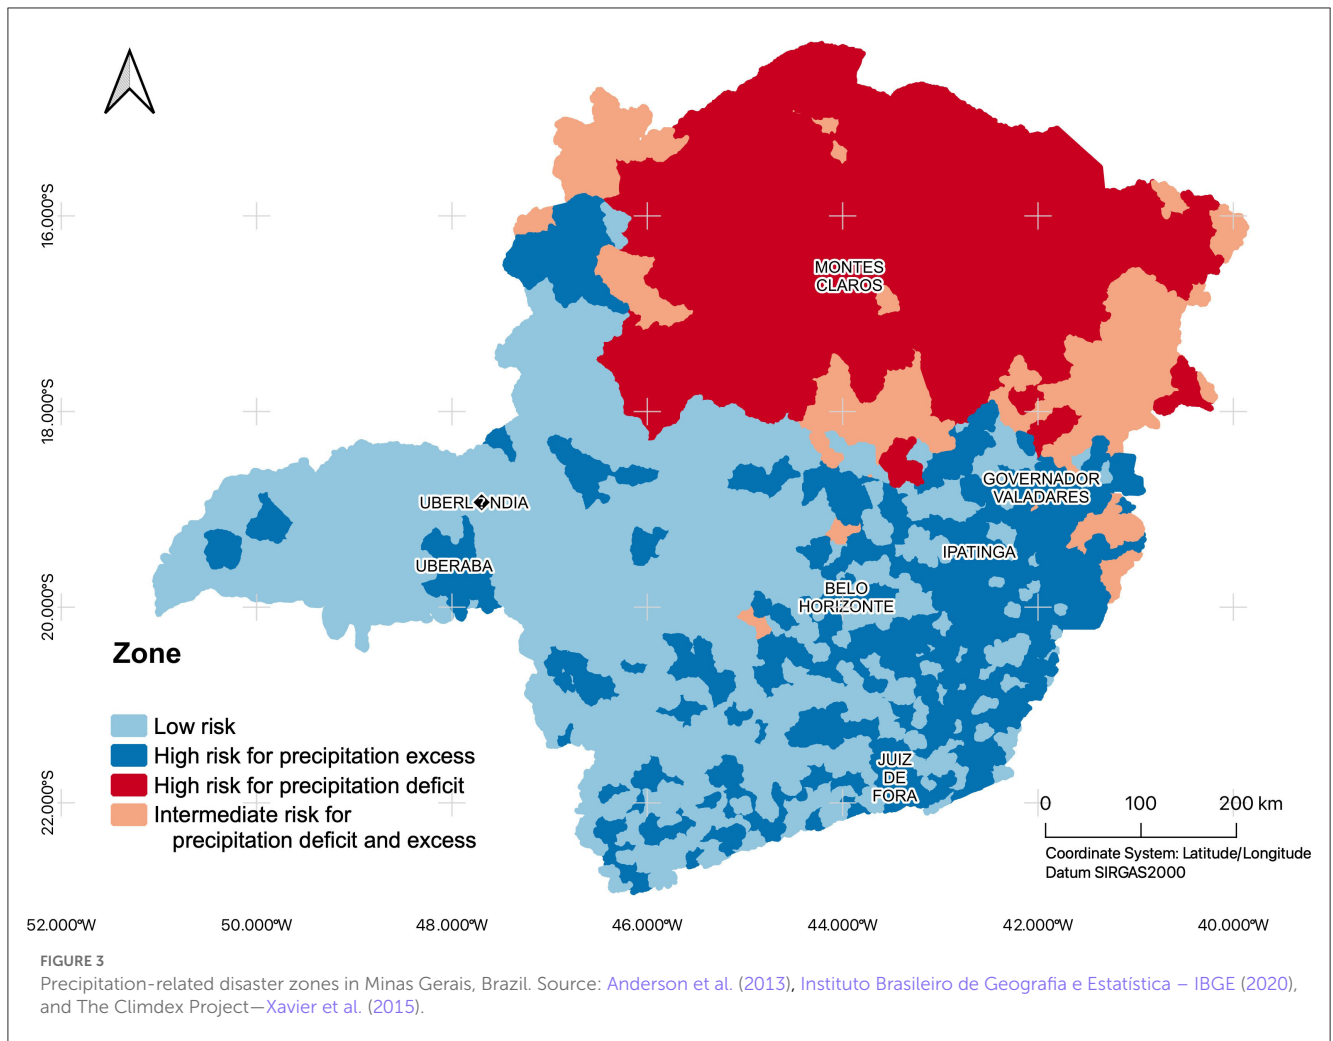 16.000°S
18.000°S
20.000°S
22.000°S
MONTES
CLAROS
GOVERNADOR
VALADARES
UBERL�NDIA
IPATINGA
UBERABA
BELO
HORIZONTE
JUIZ
DE
FORA
Zone
Low risk
High risk for precipitation excess
High risk for precipitation deficit
Intermediate risk for
precipitation deficit and excess
0 100 200 km
Coordinate System: Latitude/Longitude
Datum SIRGAS2000
52.000°W 50.000°W 48.000°W 46.000°W 44.000°W 42.000°W 40.000°W
FIGURE 3
Precipitation-related disaster zones in Minas Gerais, Brazil. Source: Anderson et al. (2013), Instituto Brasileiro de Geografia e Estatística – IBGE (2020),
and The Climdex Project—Xavier et al. (2015).